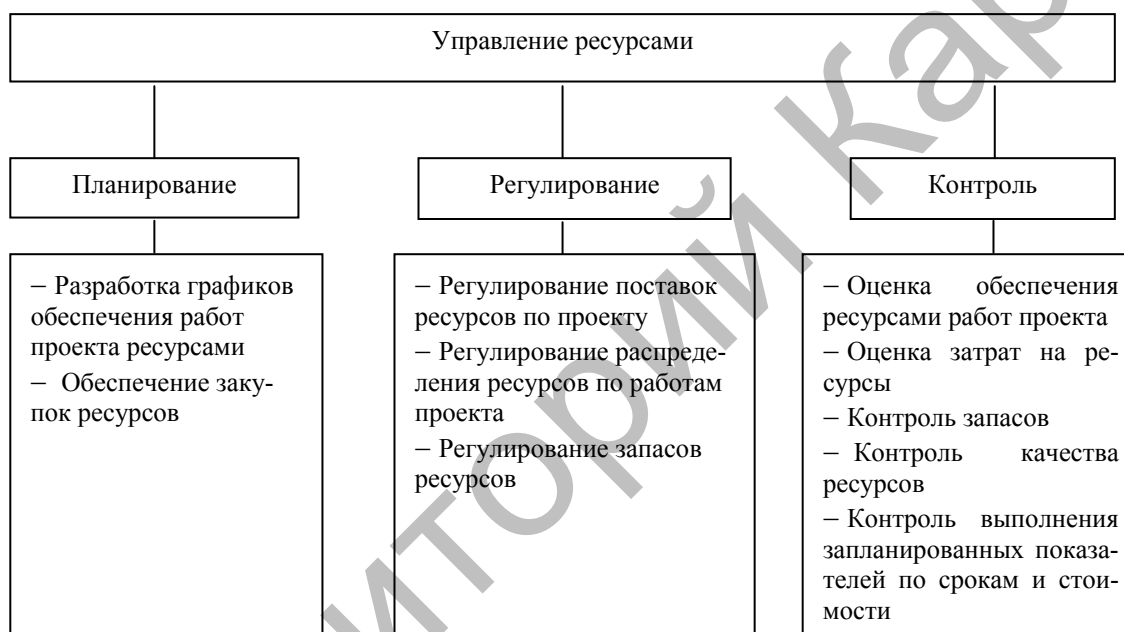 Управление ресурсами
Планирование
Регулирование
Контроль
– Разработка графиков
обеспечения работ
проекта ресурсами
– Обеспечение заку-
пок ресурсов
– Регулирование поставок
ресурсов по проекту
– Регулирование распреде-
ления ресурсов по работам
проекта
– Регулирование запасов
ресурсов
– Оценка обеспечения
ресурсами работ проекта
– Оценка затрат на ре-
сурсы
– Контроль запасов
– Контроль качества
ресурсов
– Контроль выполнения
запланированных показа-
телей по срокам и стои-
мости